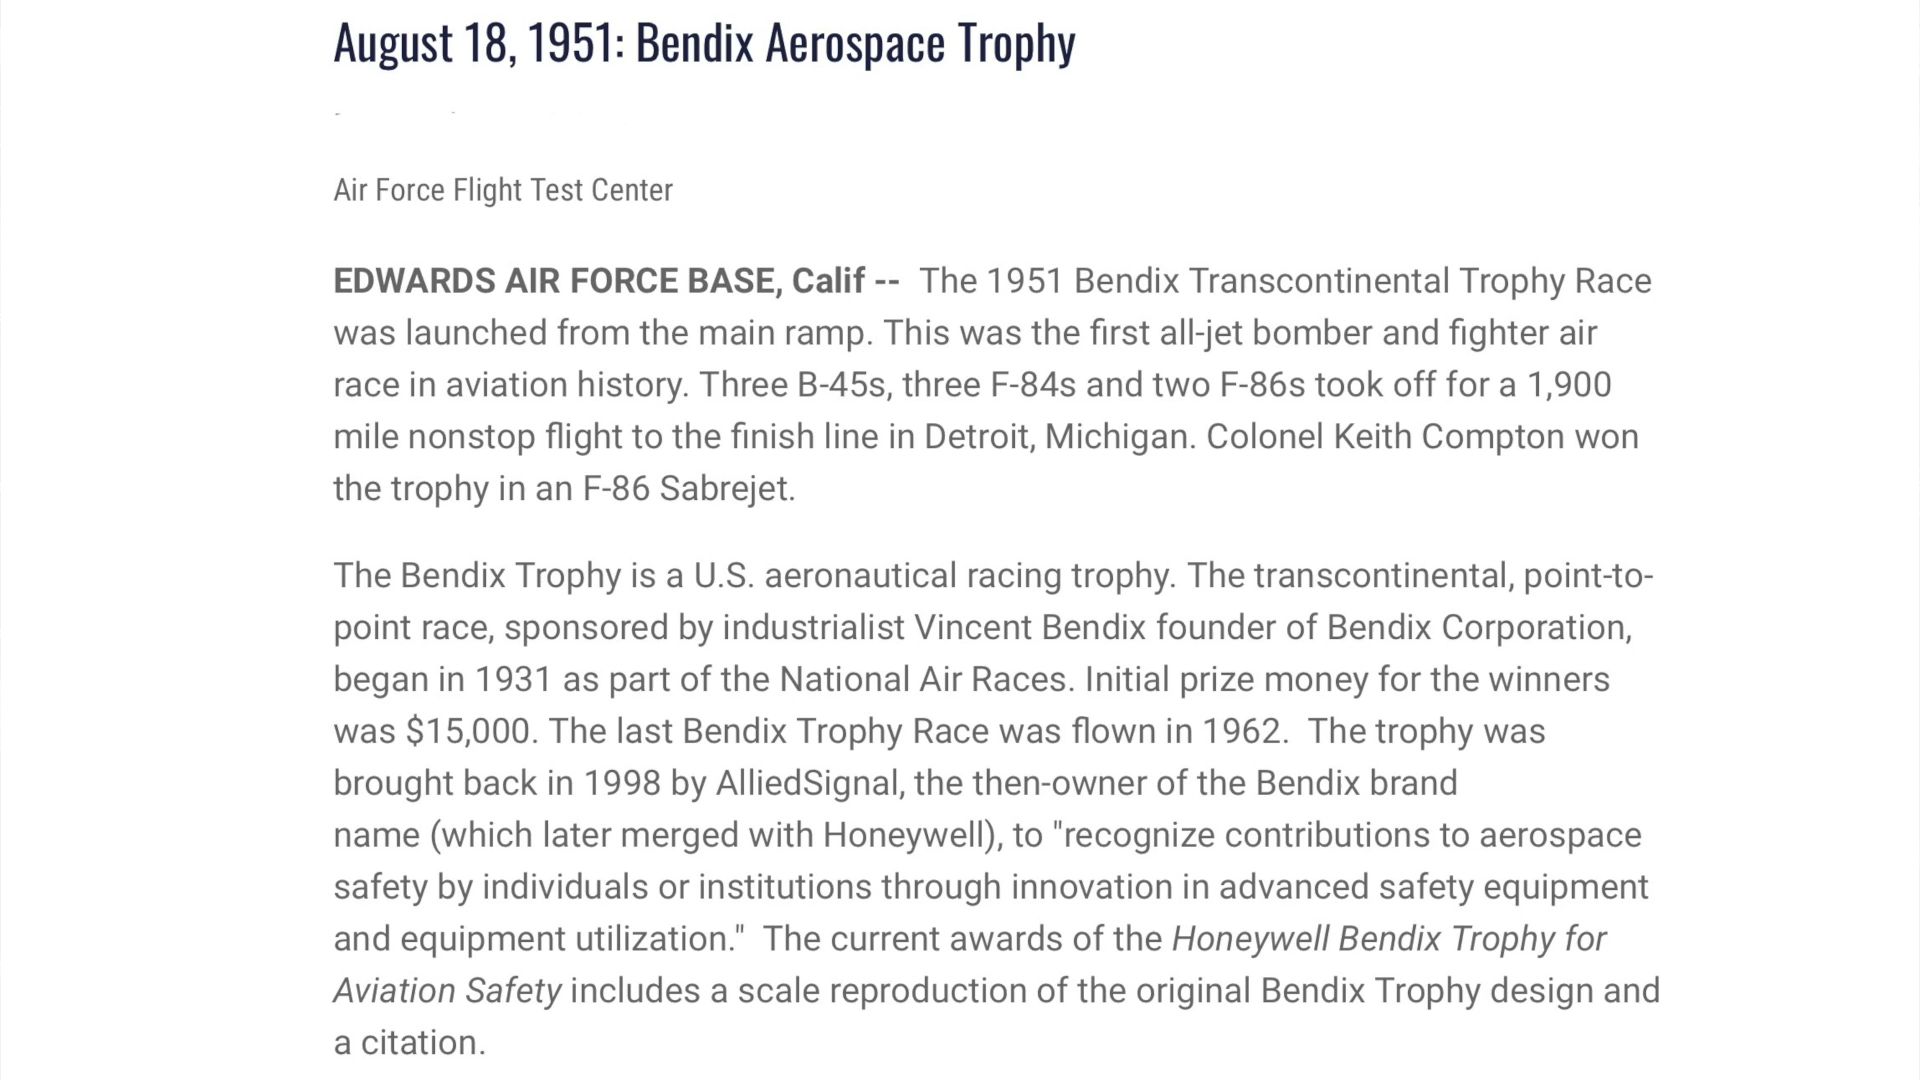 August 18, 1951: Bendix Aerospace Trophy
Air Force Flight Test Center
EDWARDS AIR FORCE BASE, Calif --  The 1951 Bendix Transcontinental Trophy Race
was launched from the main ramp. This was the first all-jet bomber and fighter air
race in aviation history. Three B-45s, three F-84s and two F-86s took off for a 1,900
mile nonstop flight to the finish line in Detroit, Michigan. Colonel Keith Compton won
the trophy in an F-86 Sabrejet.
The Bendix Trophy is a U.S. aeronautical racing trophy. The transcontinental, point-to-
point race, sponsored by industrialist Vincent Bendix founder of Bendix Corporation,
began in 1931 as part of the National Air Races. Initial prize money for the winners
was $15,000. The last Bendix Trophy Race was flown in 1962.  The trophy was
brought back in 1998 by AlliedSignal, the then-owner of the Bendix brand
name (which later merged with Honeywell), to "recognize contributions to aerospace
safety by individuals or institutions through innovation in advanced safety equipment
and equipment utilization."  The current awards of the Honeywell Bendix Trophy for
Aviation Safety includes a scale reproduction of the original Bendix Trophy design and
a citation.